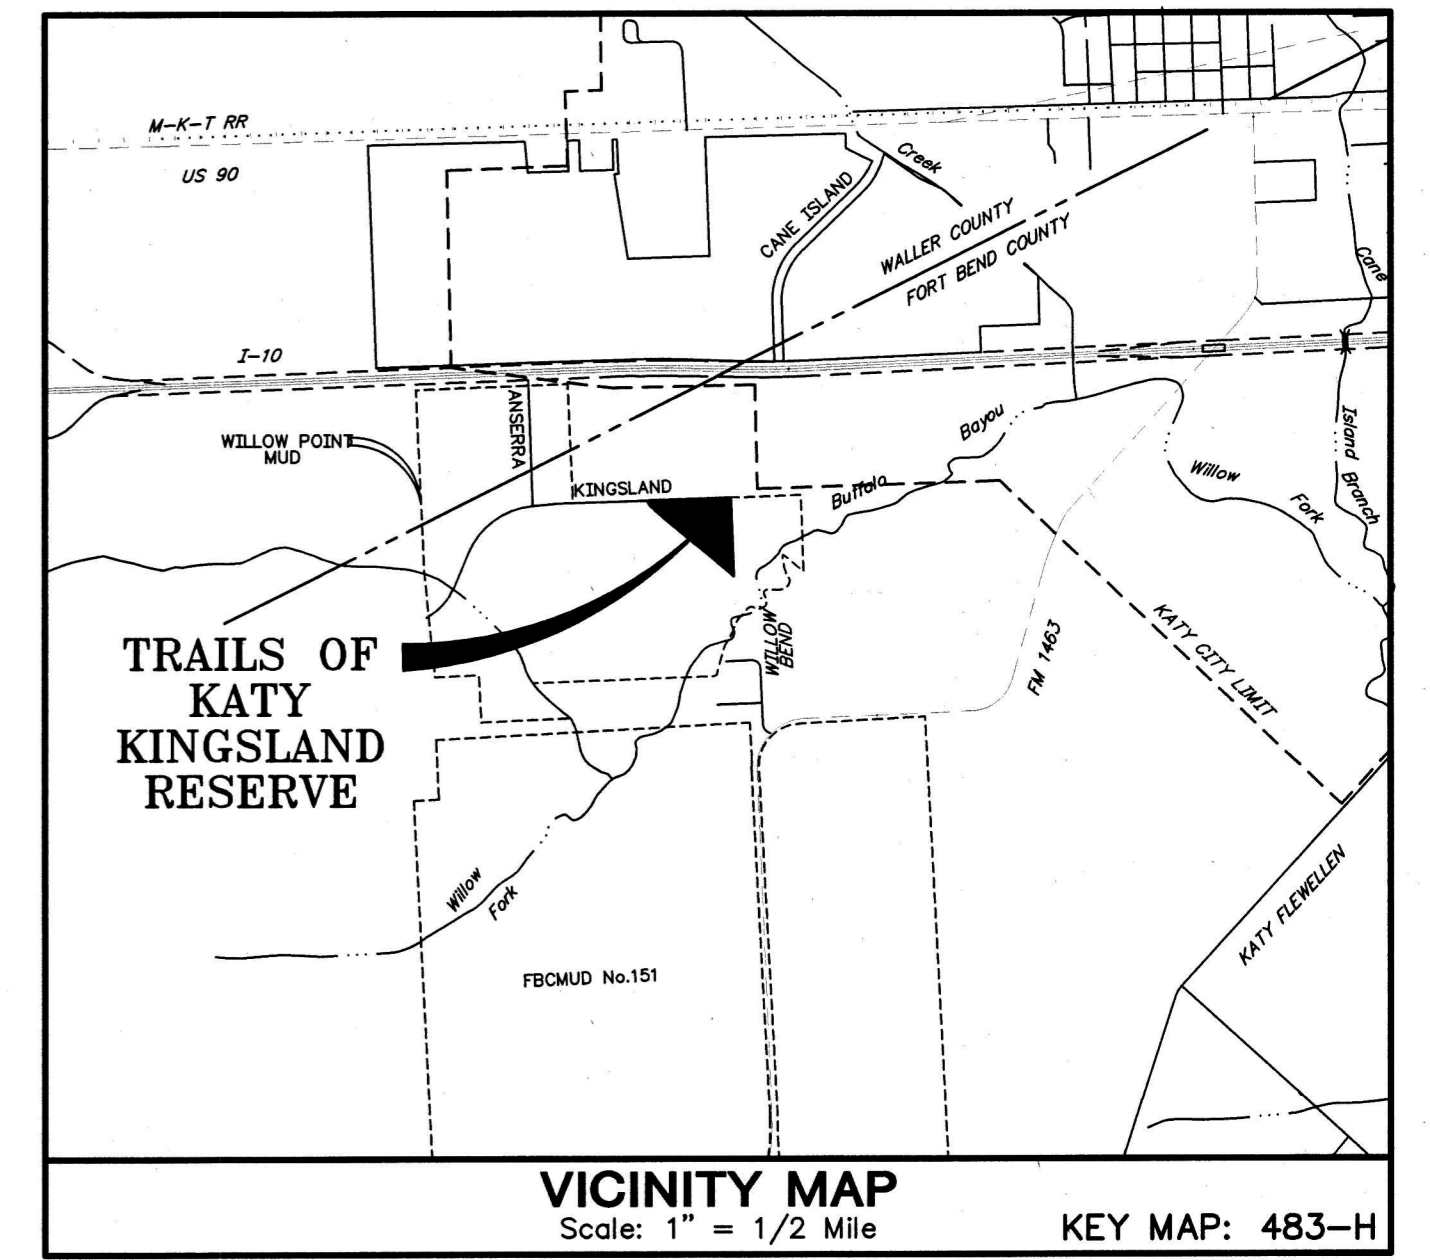 M-K-T RR
US 90
Creek
CANE ISLAND
WALLER COUNTY
FORT BEND COUNTY
Cane
I-10
ANSERRA
WILLOW POINT
MUD
Bayou
Island Branch
KINGSLAND
Buffalo
Willow
Fork
TRAILS OF
KATY
KINGSLAND
RESERVE
WILLOW
BEND
KATY CITY LIMIT
FM 1463
Willow
Fork
KATY FLEWELLEN
FBCMUD No.151
VICINITY MAP
Scale: 1" = 1/2 Mile
KEY MAP: 483-H